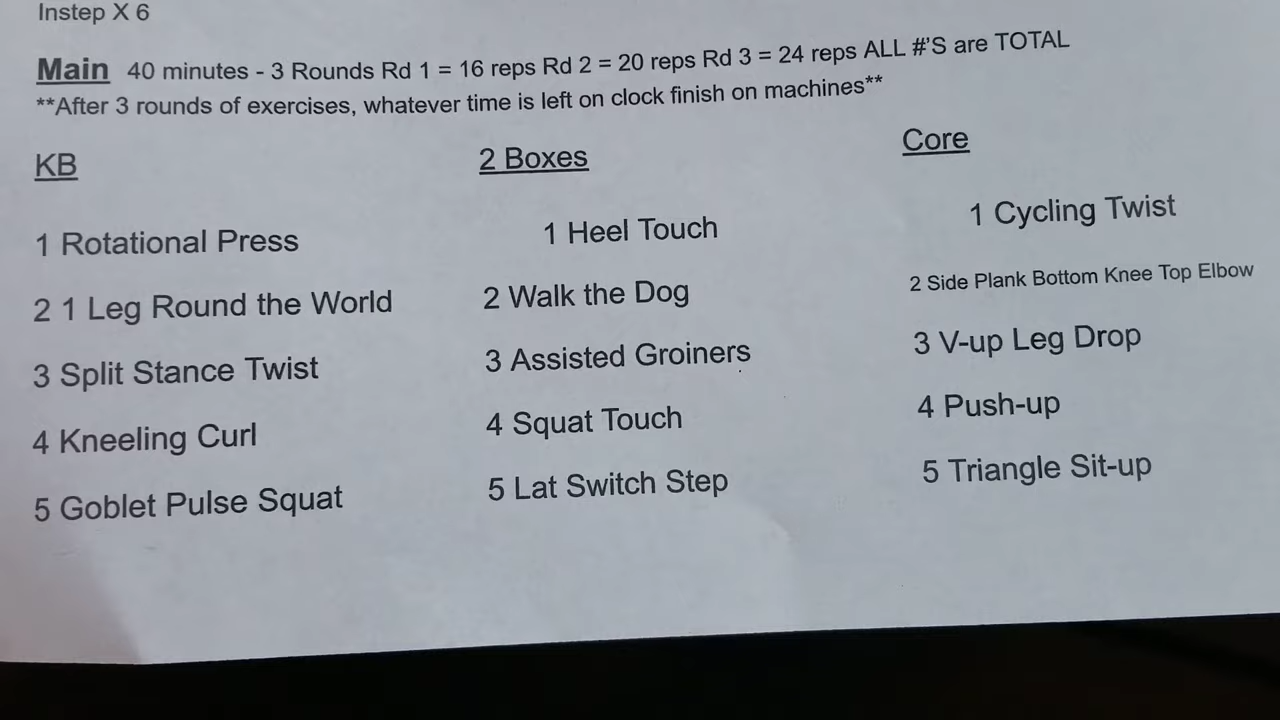 Instep X 6
Main 40 minutes - 3 Rounds Rd 1 = 16 reps Rd 2 = 20 reps Rd 3 = 24 reps ALL #'S are TOTAL
**After 3 rounds of exercises, whatever time is left on clock finish on machines**
KB
1 Rotational Press
2 1 Leg Round the World
3 Split Stance Twist
4 Kneeling Curl
5 Goblet Pulse Squat
2 Boxes
1 Heel Touch
2 Walk the Dog
3 Assisted Groiners
4 Squat Touch
5 Lat Switch Step
Core
1 Cycling Twist
2 Side Plank Bottom Knee Top Elbow
3 V-up Leg Drop
4 Push-up
5 Triangle Sit-up